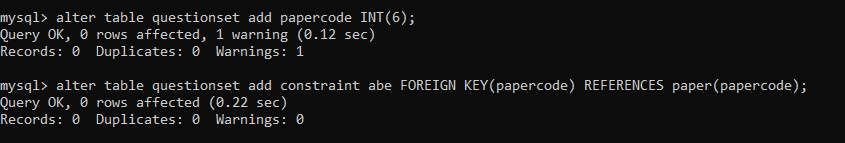 mysql> alter table questionset add papercode INT(6);
Query OK, 0 rows affected, 1 warning (0.12 sec)
Records: 0  Duplicates: 0  Warnings: 1
mysql> alter table questionset add constraint abe FOREIGN KEY(papercode) REFERENCES paper(papercode);
Query OK, 0 rows affected (0.22 sec)
Records: 0  Duplicates: 0  Warnings: 0